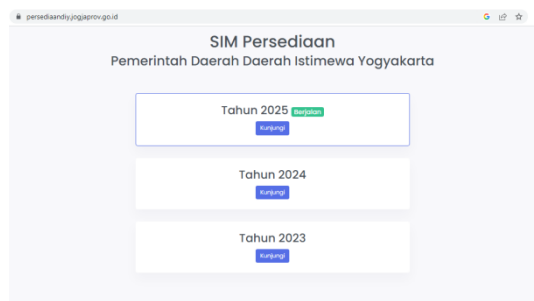 persediaandiy.jogjaprov.go.id
SIM Persediaan
Pemerintah Daerah Daerah Istimewa Yogyakarta
Tahun 2025 Berjalan
Kunjungi
Tahun 2024
Kunjungi
Tahun 2023
Kunjungi